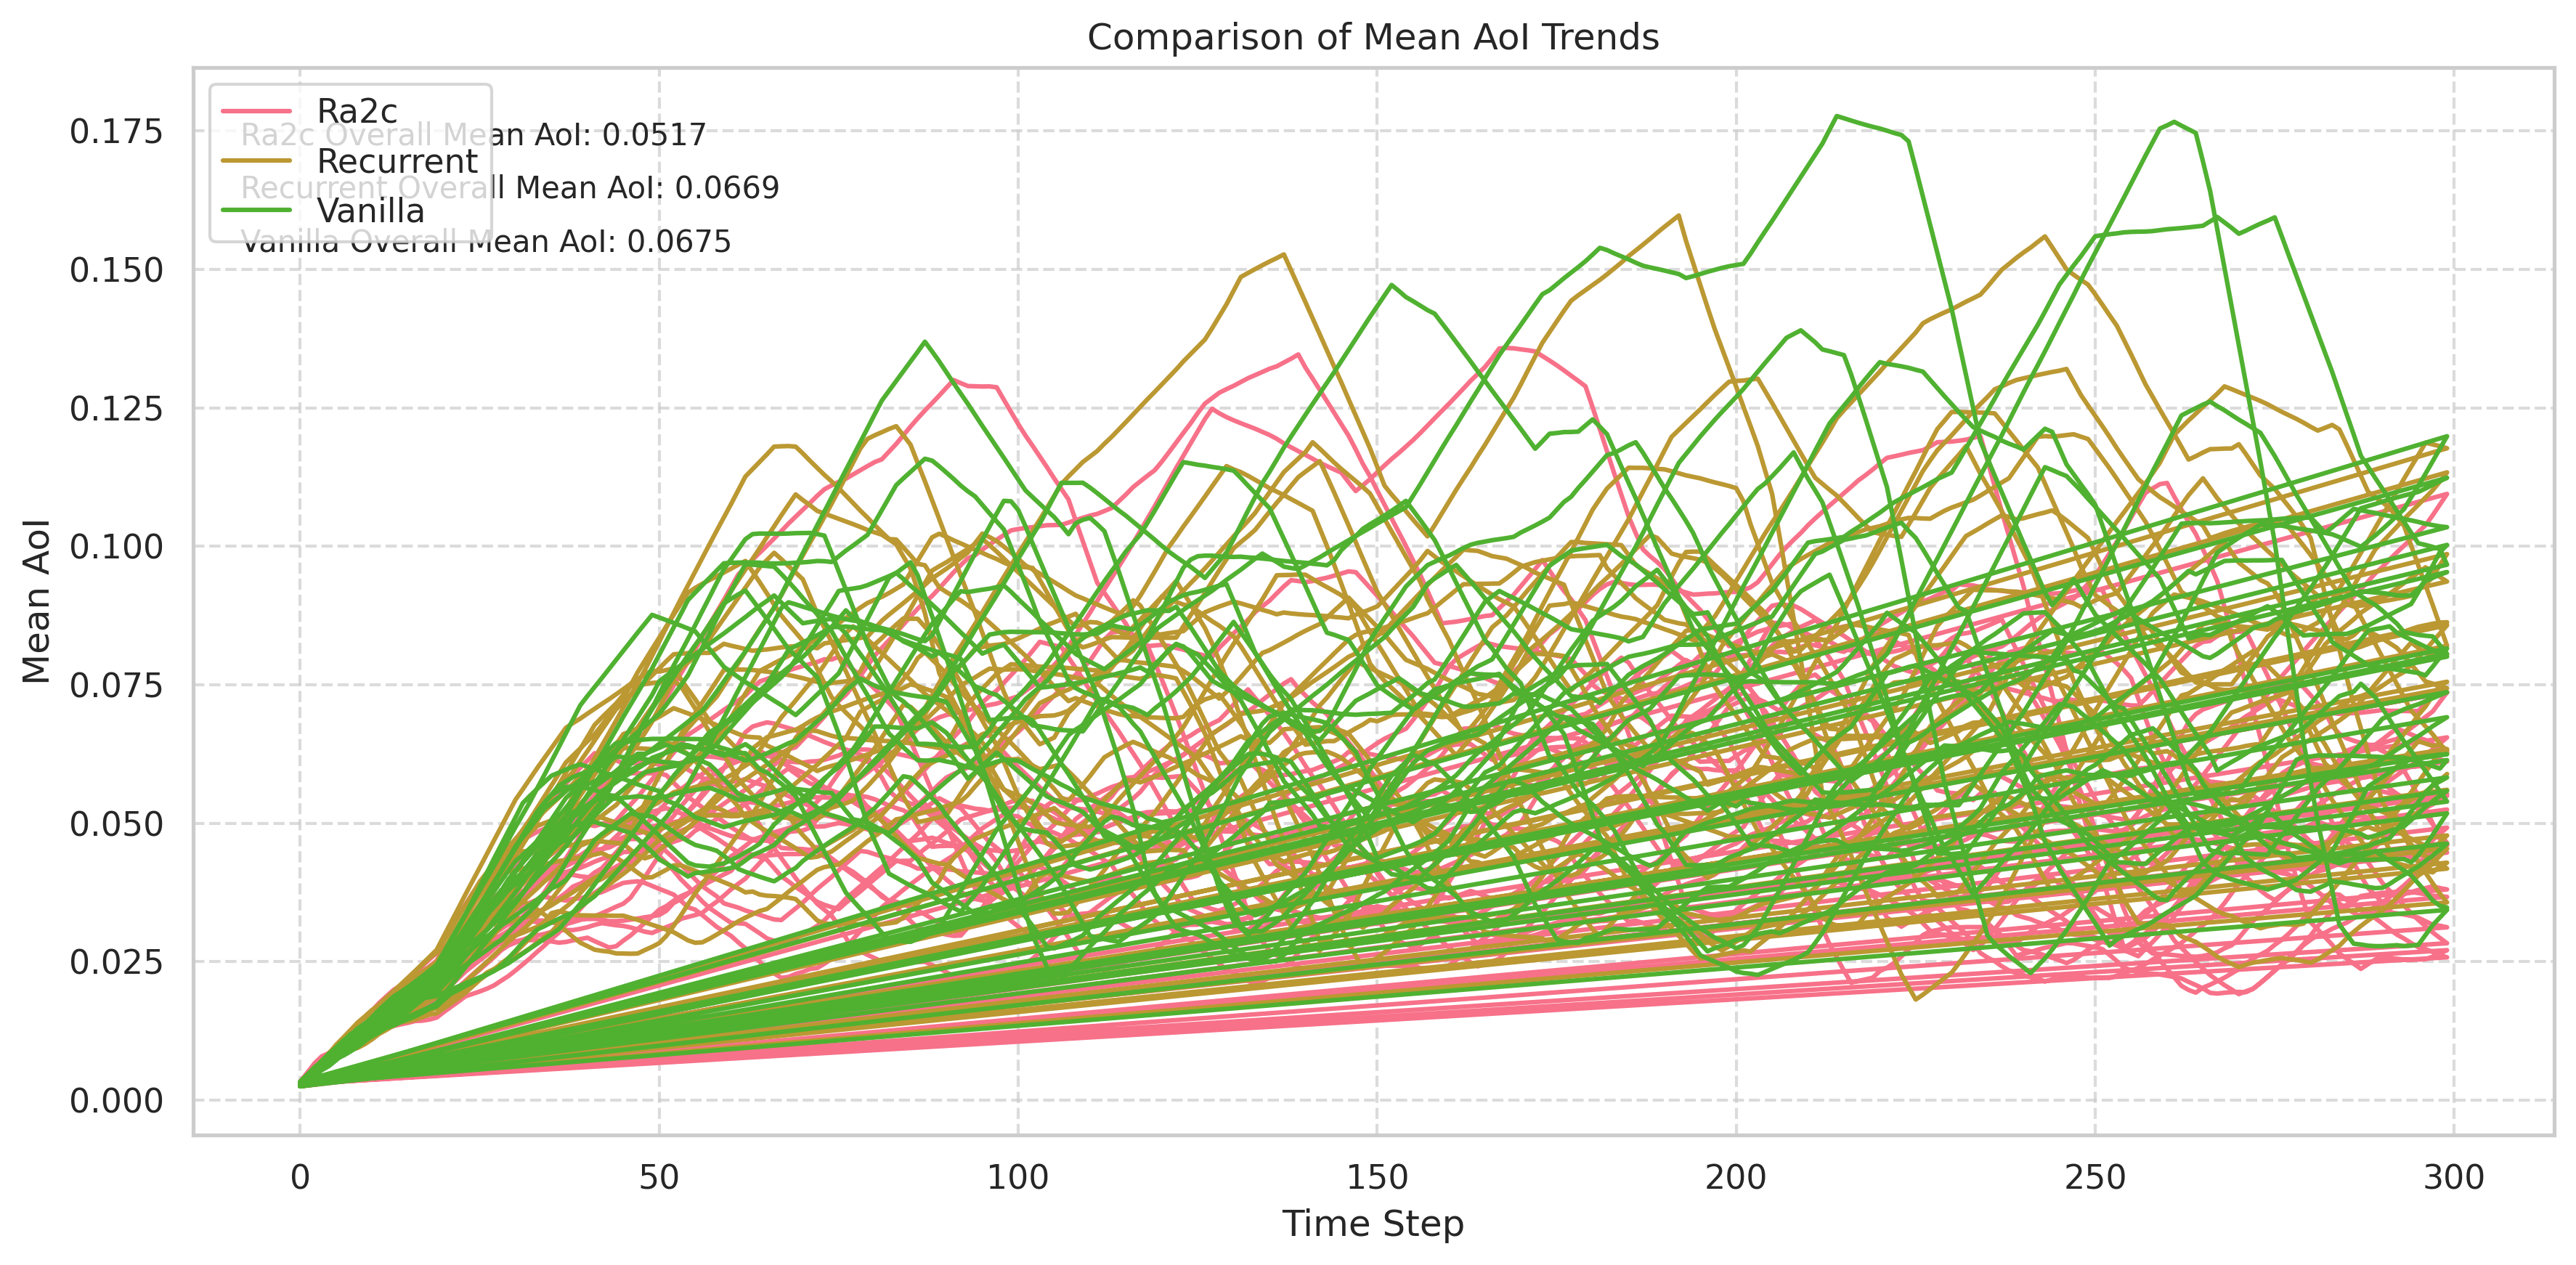 Comparison of Mean AoI Trends
Ra2c
Ra2c Overall Mean AoI: 0.0517
Recurrent
Recurrent Overall Mean AoI: 0.0669
Vanilla
Vanilla Overall Mean AoI: 0.0675
Mean AoI
0.175
0.150
0.125
0.100
0.075
0.050
0.025
0.000
0
50
100
150
200
250
300
Time Step